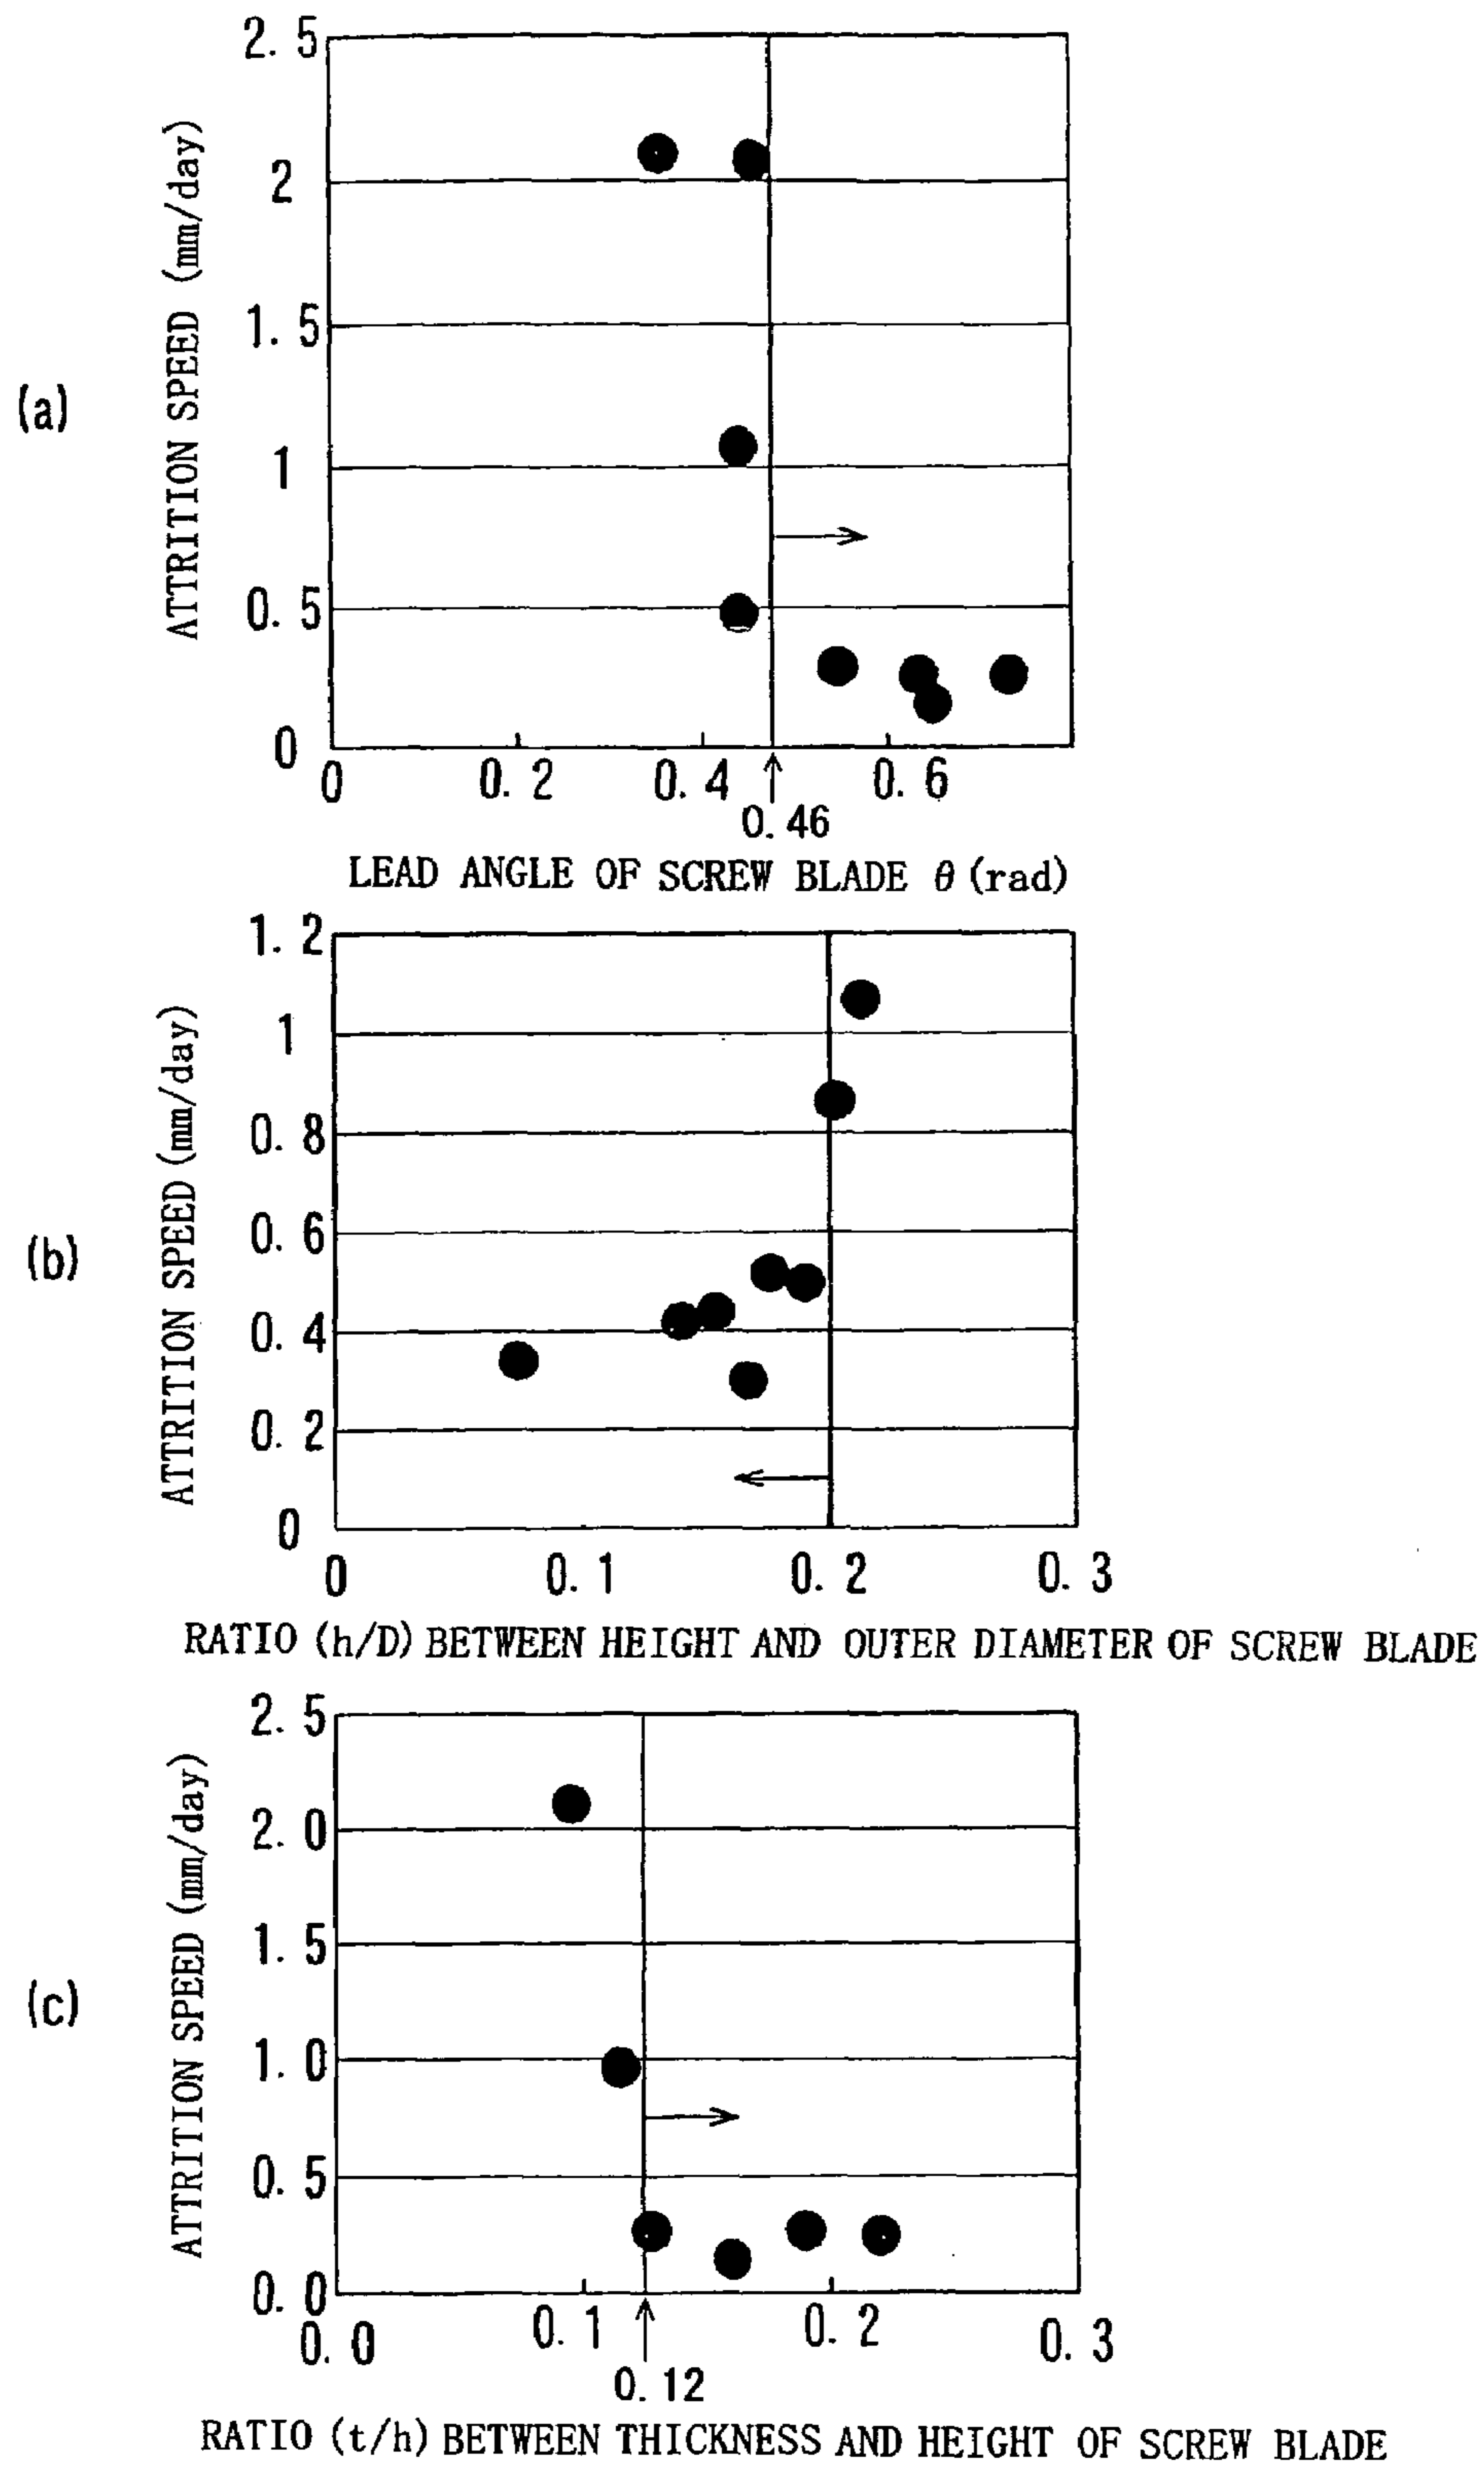 (a)
ATTRITION SPEED (mm/day)
2.5
2
1.5
1
0.5
0
0 0.2 0.4 0.6
0.46
LEAD ANGLE OF SCREW BLADE θ (rad)
(b)
ATTRITION SPEED (mm/day)
1.2
1
0.8
0.6
0.4
0.2
0
0 0.1 0.2 0.3
RATIO (h/D) BETWEEN HEIGHT AND OUTER DIAMETER OF SCREW BLADE
(c)
ATTRITION SPEED (mm/day)
2.5
2.0
1.5
1.0
0.5
0.0
0.0 0.1 0.2 0.3
0.12
RATIO (t/h) BETWEEN THICKNESS AND HEIGHT OF SCREW BLADE